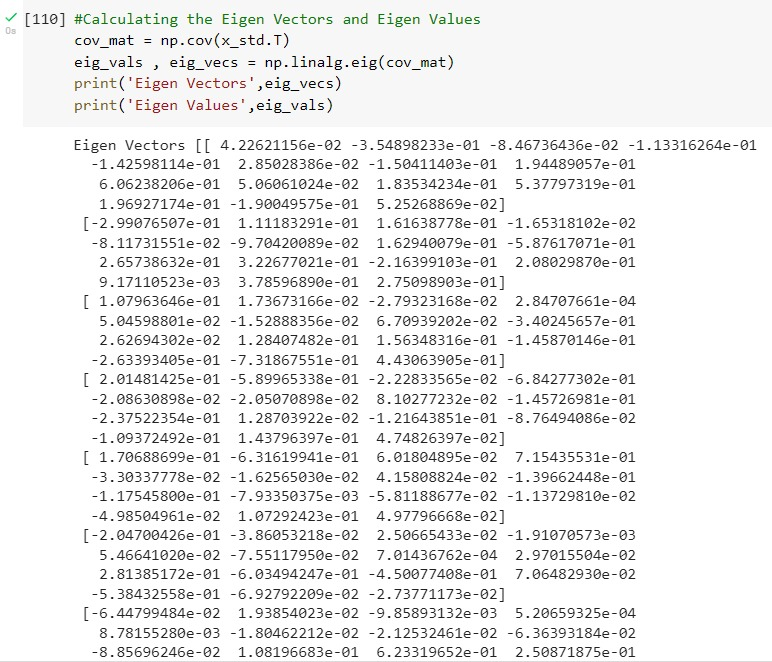 [110] #Calculating the Eigen Vectors and Eigen Values
0s
cov_mat = np.cov(x_std.T)
eig_vals , eig_vecs = np.linalg.eig(cov_mat)
print('Eigen Vectors',eig_vecs)
print('Eigen Values',eig_vals)
Eigen Vectors [[ 4.22621156e-02 -3.54898233e-01 -8.46736436e-02 -1.13316264e-01
-1.42598114e-01 2.85028386e-02 -1.50411403e-01 1.94489057e-01
6.06238206e-01 5.06061024e-02 1.83534234e-01 5.37797319e-01
1.96927174e-01 -1.90049575e-01 5.25268869e-02]
[-2.99076507e-01 1.11183291e-01 1.61638778e-01 -1.65318102e-02
-8.11731551e-02 -9.70420089e-02 1.62940079e-01 -5.87617071e-01
2.65738632e-01 3.22677021e-01 -2.16399103e-01 2.08029870e-01
9.17110523e-03 3.78596890e-01 2.75098903e-01]
[ 1.07963646e-01 1.73673166e-02 -2.79323168e-02 2.84707661e-04
5.04598801e-02 -1.52888356e-02 6.70939202e-02 -3.40245657e-01
2.62694302e-02 1.28407482e-01 1.56348316e-01 -1.45870146e-01
-2.63393405e-01 -7.31867551e-01 4.43063905e-01]
[ 2.01481425e-01 -5.89965338e-01 -2.22833565e-02 -6.84277302e-01
-2.08630898e-02 -2.05070898e-02 8.10277232e-02 -1.45726981e-01
-2.37522354e-01 1.28703922e-02 -1.21643851e-01 -8.76494086e-02
-1.09372492e-01 1.43796397e-01 4.74826397e-02]
[ 1.70688699e-01 -6.31619941e-01 6.01804895e-02 7.15435531e-01
-3.30337778e-02 -1.62565030e-02 4.15808824e-02 -1.39662448e-01
-1.17545800e-01 -7.93350375e-03 -5.81188677e-02 -1.13729810e-02
-4.98504961e-02 1.07292423e-01 4.97796668e-02]
[-2.04700426e-01 -3.86053218e-02 2.50665433e-02 -1.91070573e-03
5.46641020e-02 -7.55117950e-02 7.01436762e-04 2.97015504e-02
2.81385172e-01 -6.03494247e-01 -4.50077408e-01 7.06482930e-02
-5.38432558e-01 -6.92792209e-02 -2.73771173e-02]
[-6.44799484e-02 1.93854023e-02 -9.85893132e-03 5.20659325e-04
8.78155280e-03 -1.80462212e-02 -2.12532461e-02 -6.36393184e-02
-8.85696246e-02 1.08196683e-01 6.23319652e-01 2.50871875e-01